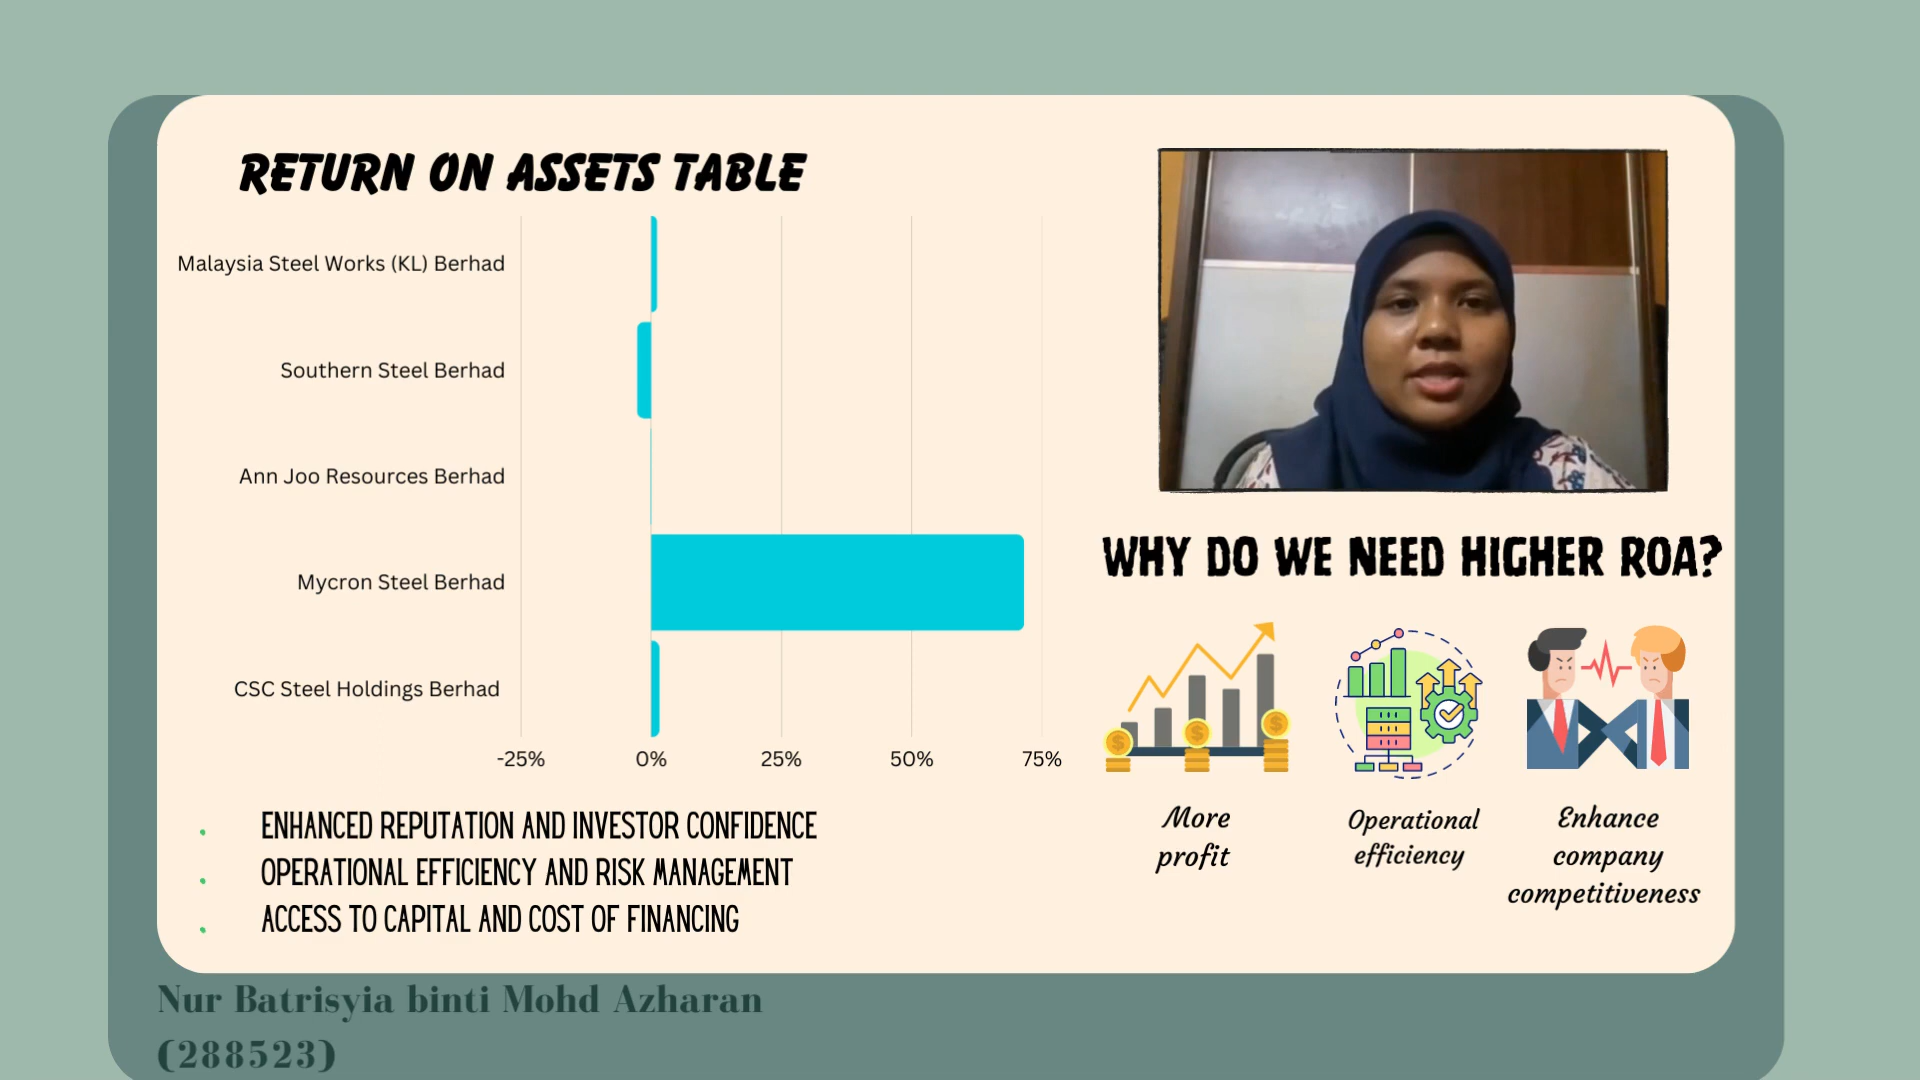 RETURN ON ASSETS TABLE
Malaysia Steel Works (KL) Berhad
Southern Steel Berhad
Ann Joo Resources Berhad
Mycron Steel Berhad
CSC Steel Holdings Berhad
-25% 0% 25% 50% 75%
ENHANCED REPUTATION AND INVESTOR CONFIDENCE
OPERATIONAL EFFICIENCY AND RISK MANAGEMENT
ACCESS TO CAPITAL AND COST OF FINANCING
WHY DO WE NEED HIGHER ROA?
More
profit
Operational
efficiency
Enhance
company
competitiveness
Nur Batrisyia binti Mohd Azharan
(288523)